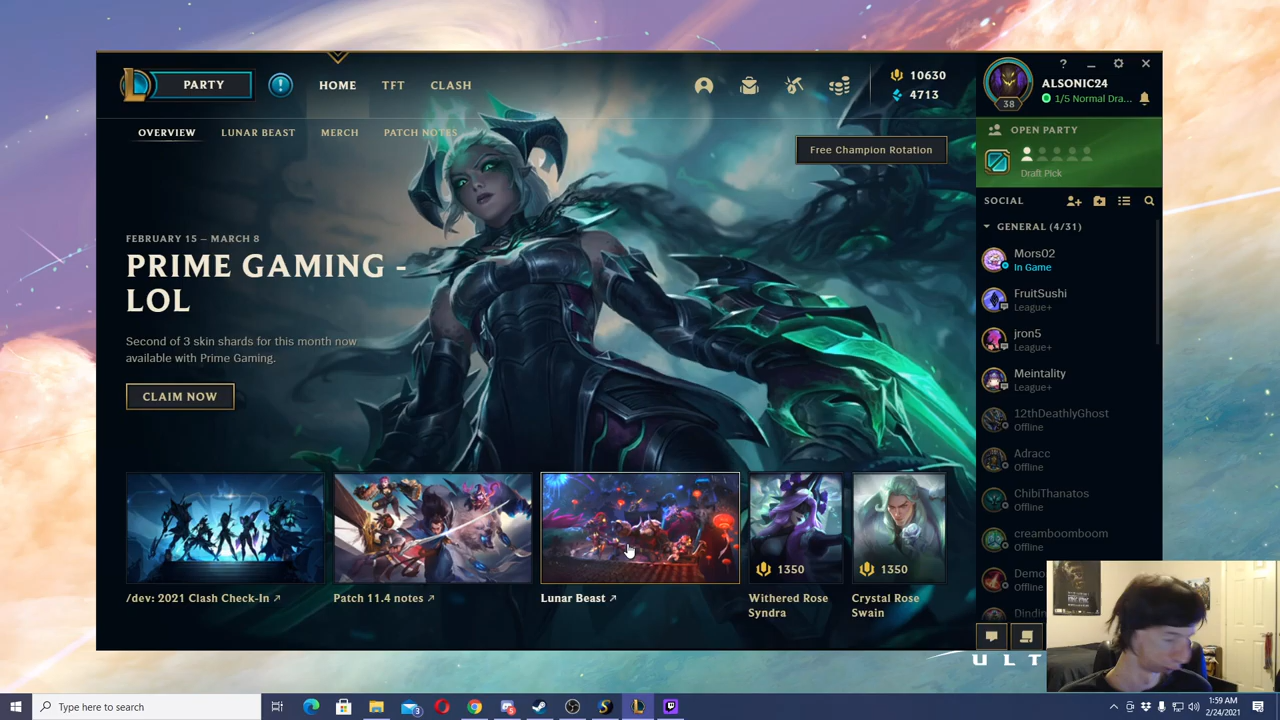 PARTY
HOME
TFT
CLASH
10630
4713
38
ALSONIC24
1/5 Normal Dra...
OVERVIEW
LUNAR BEAST
MERCH
PATCH NOTES
Free Champion Rotation
OPEN PARTY
Draft Pick
SOCIAL
GENERAL (4/31)
Mors02
In Game
FruitSushi
League+
jron5
League+
Meintality
League+
12thDeathlyGhost
Offline
Adracc
Offline
ChibiThanatos
Offline
creamboomboom
Offline
Demo
Offline
Dindin
FEBRUARY 15 – MARCH 8
PRIME GAMING -
LOL
Second of 3 skin shards for this month now
available with Prime Gaming.
CLAIM NOW
1350
1350
/dev: 2021 Clash Check-In
Patch 11.4 notes
Lunar Beast
Withered Rose
Syndra
Crystal Rose
Swain
ULT
Type here to search
3
5
1:59 AM
2/24/2021